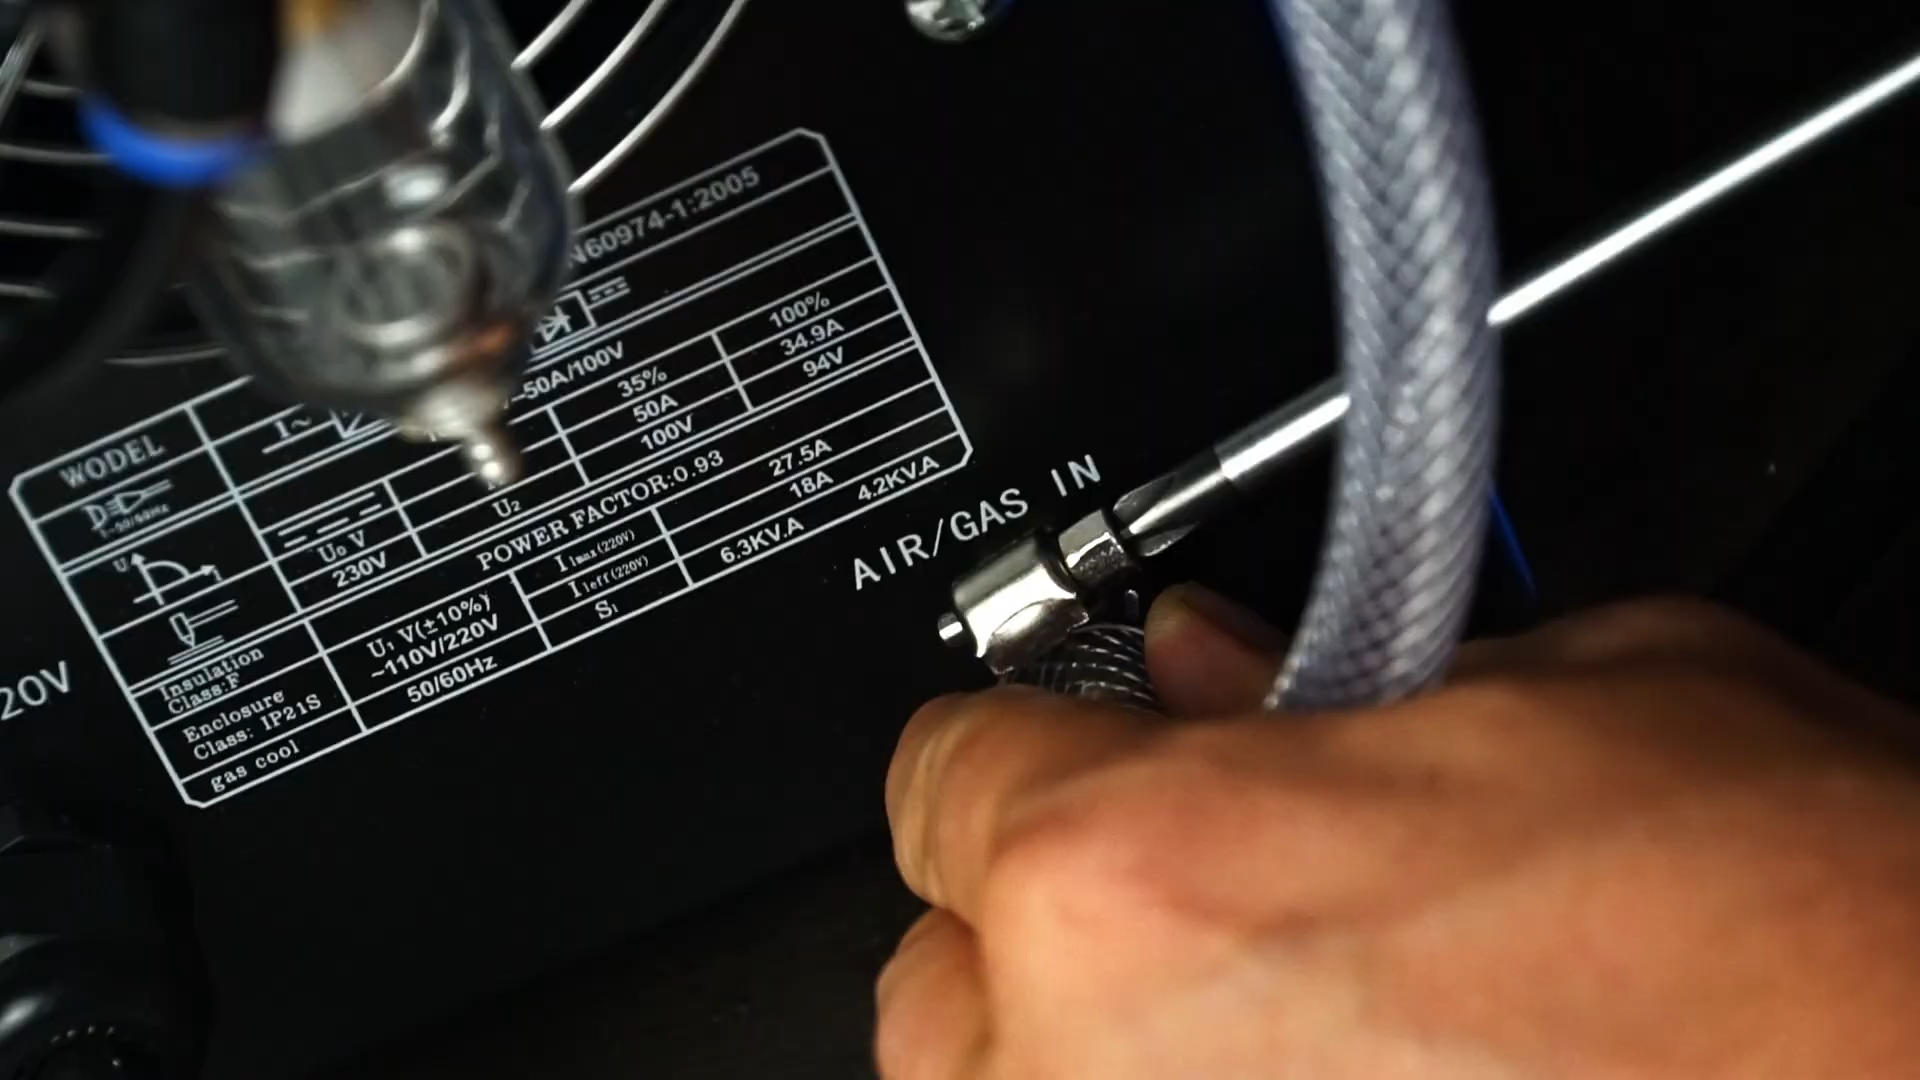 N60974-1:2005
WODEL
I~
-50A/100V
35%
100%
50A
34.9A
100V
94V
U₀ V
230V
U₂
POWER FACTOR:0.93
U₁ V(±10%)
~110V/220V
50/60Hz
I₁max(220V)
27.5A
I₁eff(220V)
18A
S₁
6.3KV.A
4.2KV.A
Insulation
Class:F
Enclosure
Class: IP21S
gas cool
AIR/GAS IN
20V